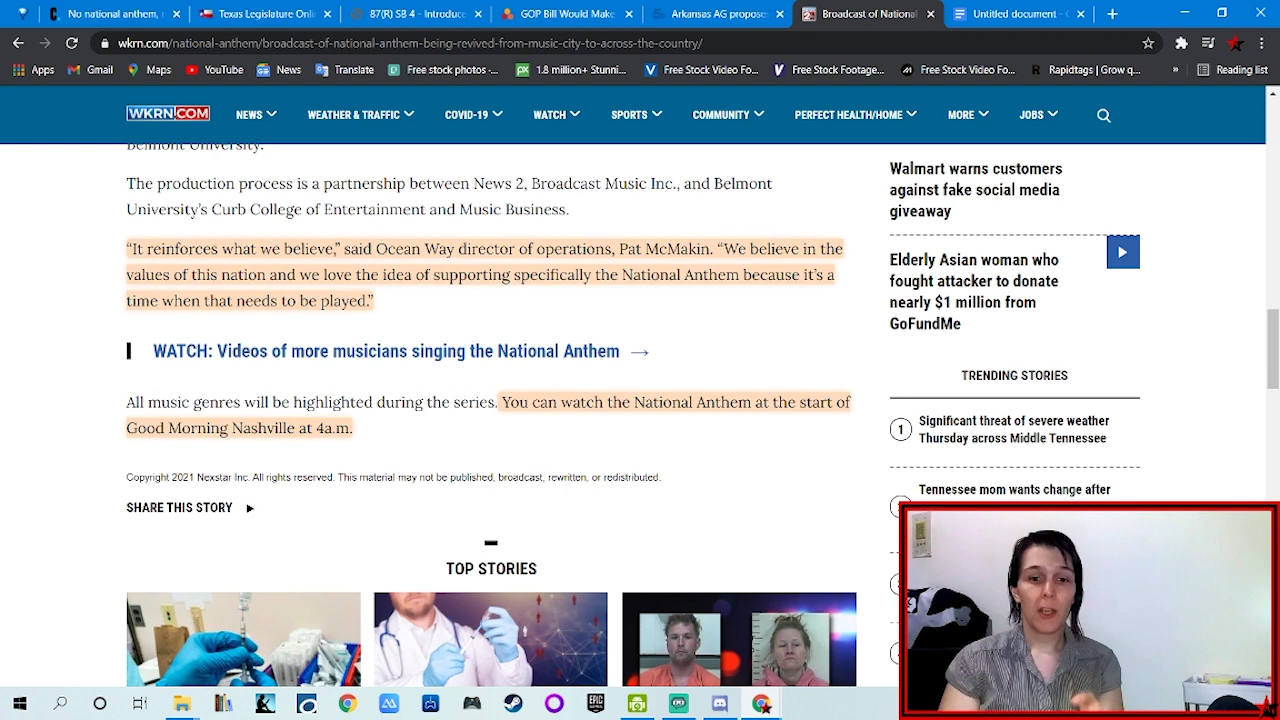 No national anthem,
Texas Legislature Onli
87(R) SB 4 - Introduce
GOP Bill Would Make
Arkansas AG propose
Broadcast of National
Untitled document -
wkrn.com/national-anthem/broadcast-of-national-anthem-being-revived-from-music-city-to-across-the-country/
Apps
Gmail
Maps
YouTube
News
Translate
Free stock photos -...
1.8 million+ Stunni...
Free Stock Video Fo...
Free Stock Footage...
Free Stock Video Fo...
Rapidtags | Grow q...
»
Reading list
WKRN.COM
NEWS
WEATHER & TRAFFIC
COVID-19
WATCH
SPORTS
COMMUNITY
PERFECT HEALTH/HOME
MORE
JOBS
Belmont University.
The production process is a partnership between News 2, Broadcast Music Inc., and Belmont
University's Curb College of Entertainment and Music Business.
“It reinforces what we believe,” said Ocean Way director of operations, Pat McMakin. “We believe in the
values of this nation and we love the idea of supporting specifically the National Anthem because it's a
time when that needs to be played.”
WATCH: Videos of more musicians singing the National Anthem →
All music genres will be highlighted during the series. You can watch the National Anthem at the start of
Good Morning Nashville at 4a.m.
Copyright 2021 Nexstar Inc. All rights reserved. This material may not be published, broadcast, rewritten, or redistributed.
SHARE THIS STORY
TOP STORIES
Walmart warns customers
against fake social media
giveaway
Elderly Asian woman who
fought attacker to donate
nearly $1 million from
GoFundMe
TRENDING STORIES
1
Significant threat of severe weather
Thursday across Middle Tennessee
Tennessee mom wants change after
EPIC
GAMES